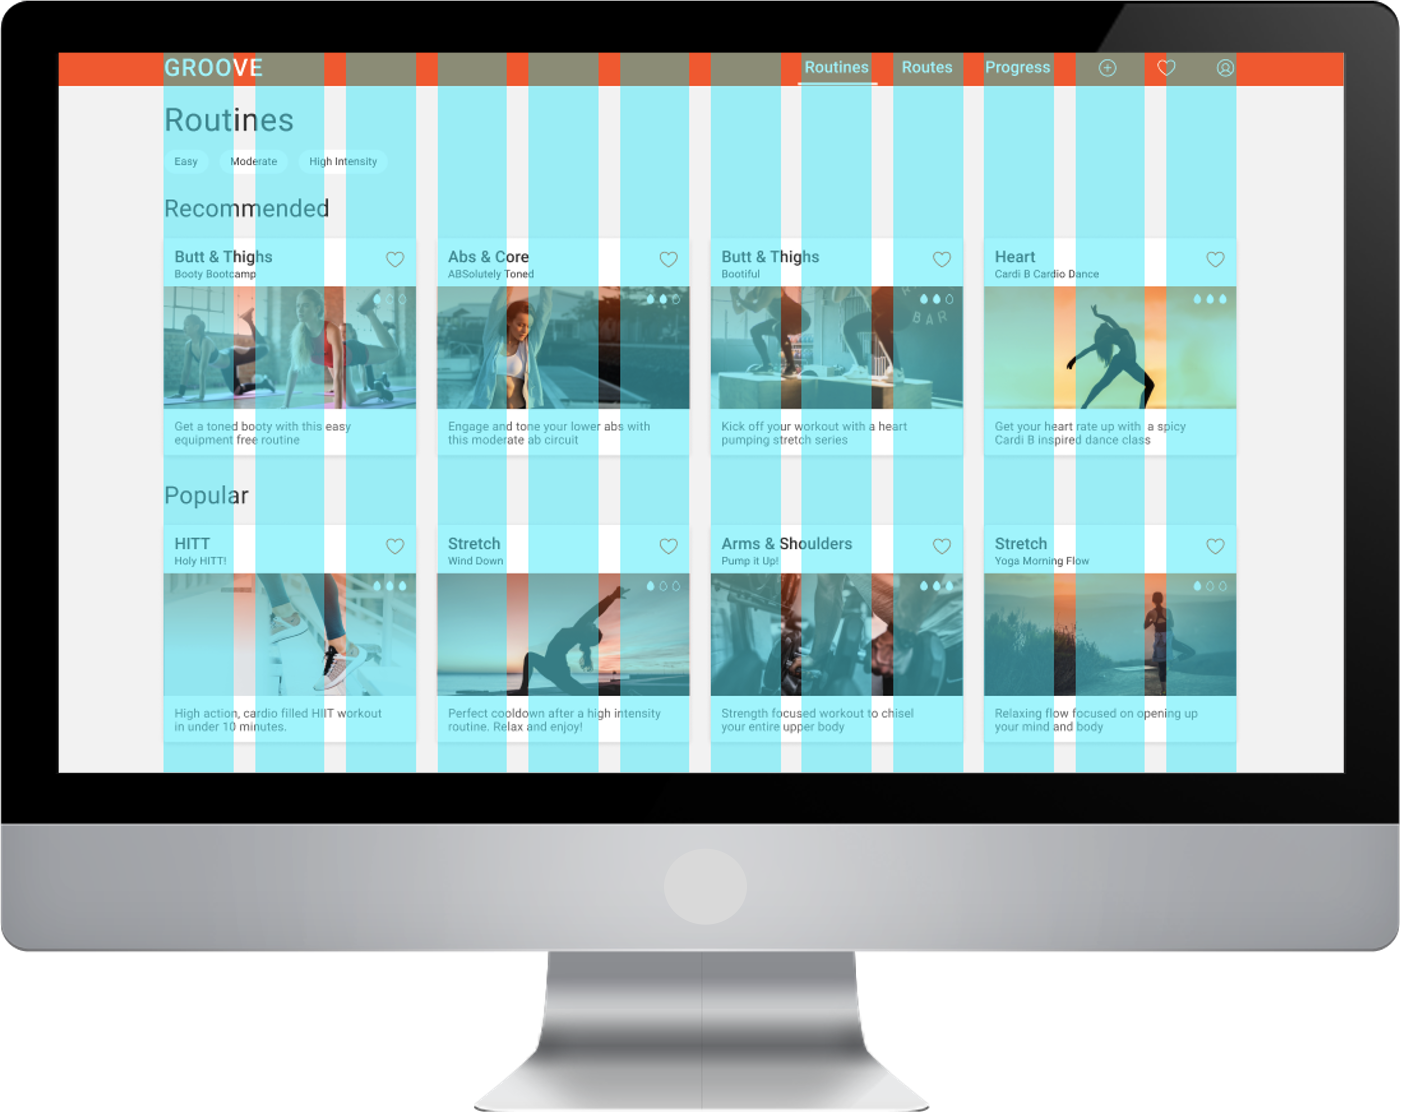 GROOVE
Routines Routes Progress
Routines
Easy Moderate High Intensity
Recommended
Butt & Thighs
Booty Bootcamp
Get a toned booty with this easy
equipment free routine
Abs & Core
ABSolutely Toned
Engage and tone your lower abs with
this moderate ab circuit
Butt & Thighs
Bootiful
BAR
Kick off your workout with a heart
pumping stretch series
Heart
Cardi B Cardio Dance
Get your heart rate up with a spicy
Cardi B inspired dance class
Popular
HITT
Holy HITT!
High action, cardio filled HIIT workout
in under 10 minutes.
Stretch
Wind Down
Perfect cooldown after a high intensity
routine. Relax and enjoy!
Arms & Shoulders
Pump it Up!
Strength focused workout to chisel
your entire upper body
Stretch
Yoga Morning Flow
Relaxing flow focused on opening up
your mind and body